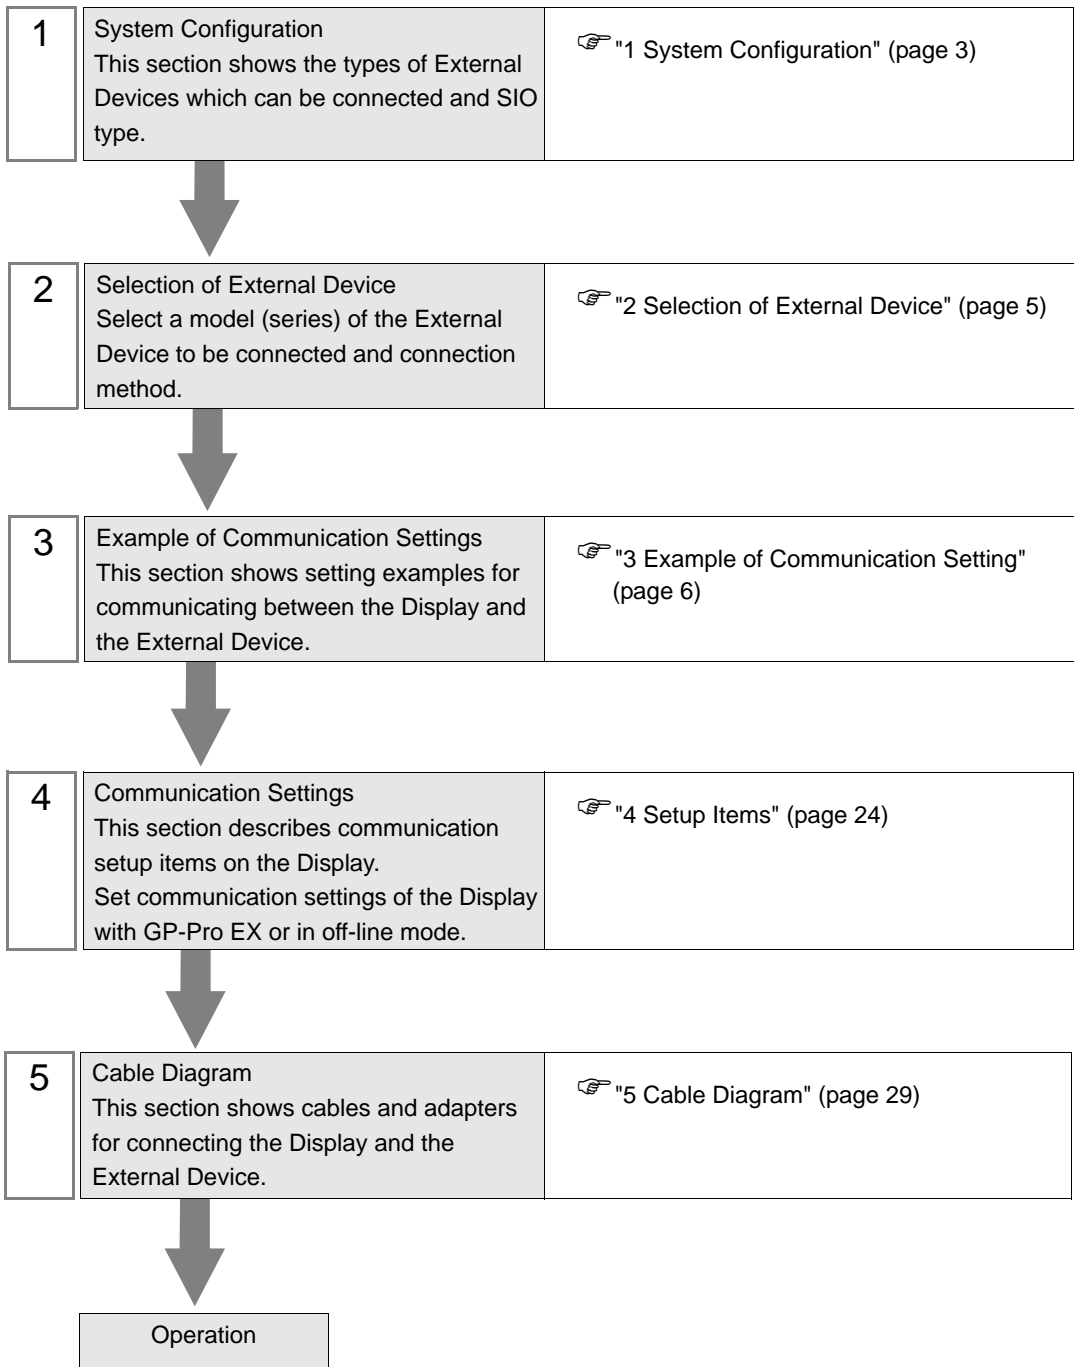 1
System Configuration
This section shows the types of External
Devices which can be connected and SIO
type.
"1 System Configuration" (page 3)
2
Selection of External Device
Select a model (series) of the External
Device to be connected and connection
method.
"2 Selection of External Device" (page 5)
3
Example of Communication Settings
This section shows setting examples for
communicating between the Display and
the External Device.
"3 Example of Communication Setting"
(page 6)
4
Communication Settings
This section describes communication
setup items on the Display.
Set communication settings of the Display
with GP-Pro EX or in off-line mode.
"4 Setup Items" (page 24)
5
Cable Diagram
This section shows cables and adapters
for connecting the Display and the
External Device.
"5 Cable Diagram" (page 29)
Operation